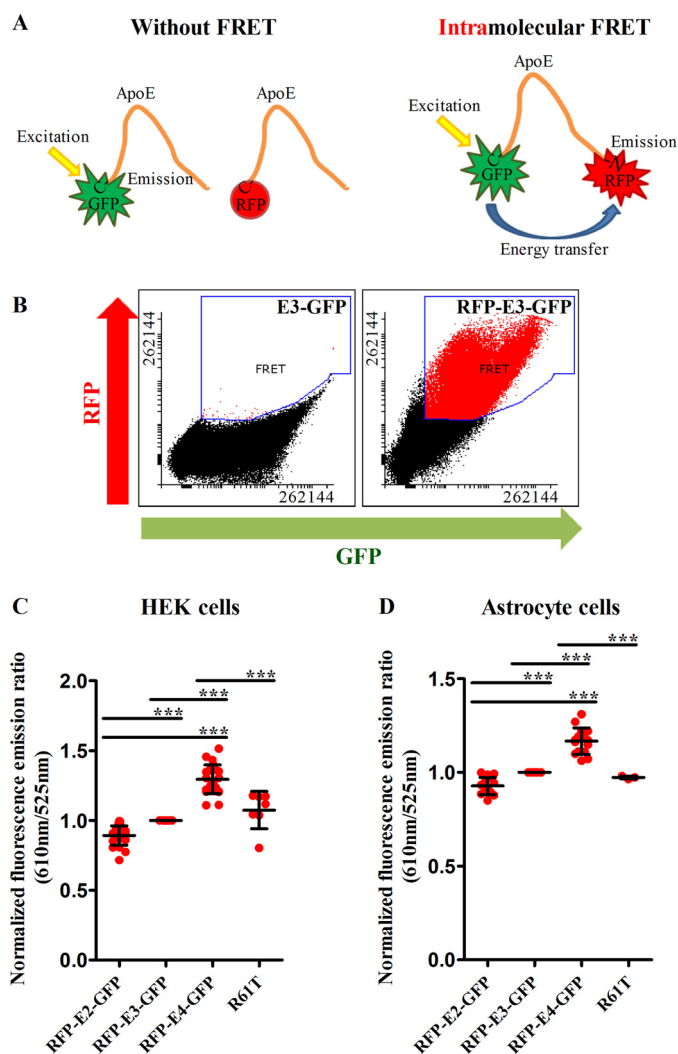 A
Without FRET
Intramolecular FRET
ApoE
ApoE
ApoE
Excitation
Emission
C
GFP
C
RFP
Excitation
Emission
C
GFP
N
RFP
Energy transfer
B
RFP
E3-GFP
262144
FRET
262144
RFP-E3-GFP
262144
FRET
262144
GFP
C
HEK cells
Normalized fluorescence emission ratio
(610nm/525nm)
2.0
1.5
1.0
0.5
0.0
***
***
***
***
RFP-E2-GFP
RFP-E3-GFP
RFP-E4-GFP
R61T
D
Astrocyte cells
Normalized fluorescence emission ratio
(610nm/525nm)
1.5
1.0
0.5
0.0
***
***
***
***
RFP-E2-GFP
RFP-E3-GFP
RFP-E4-GFP
R61T